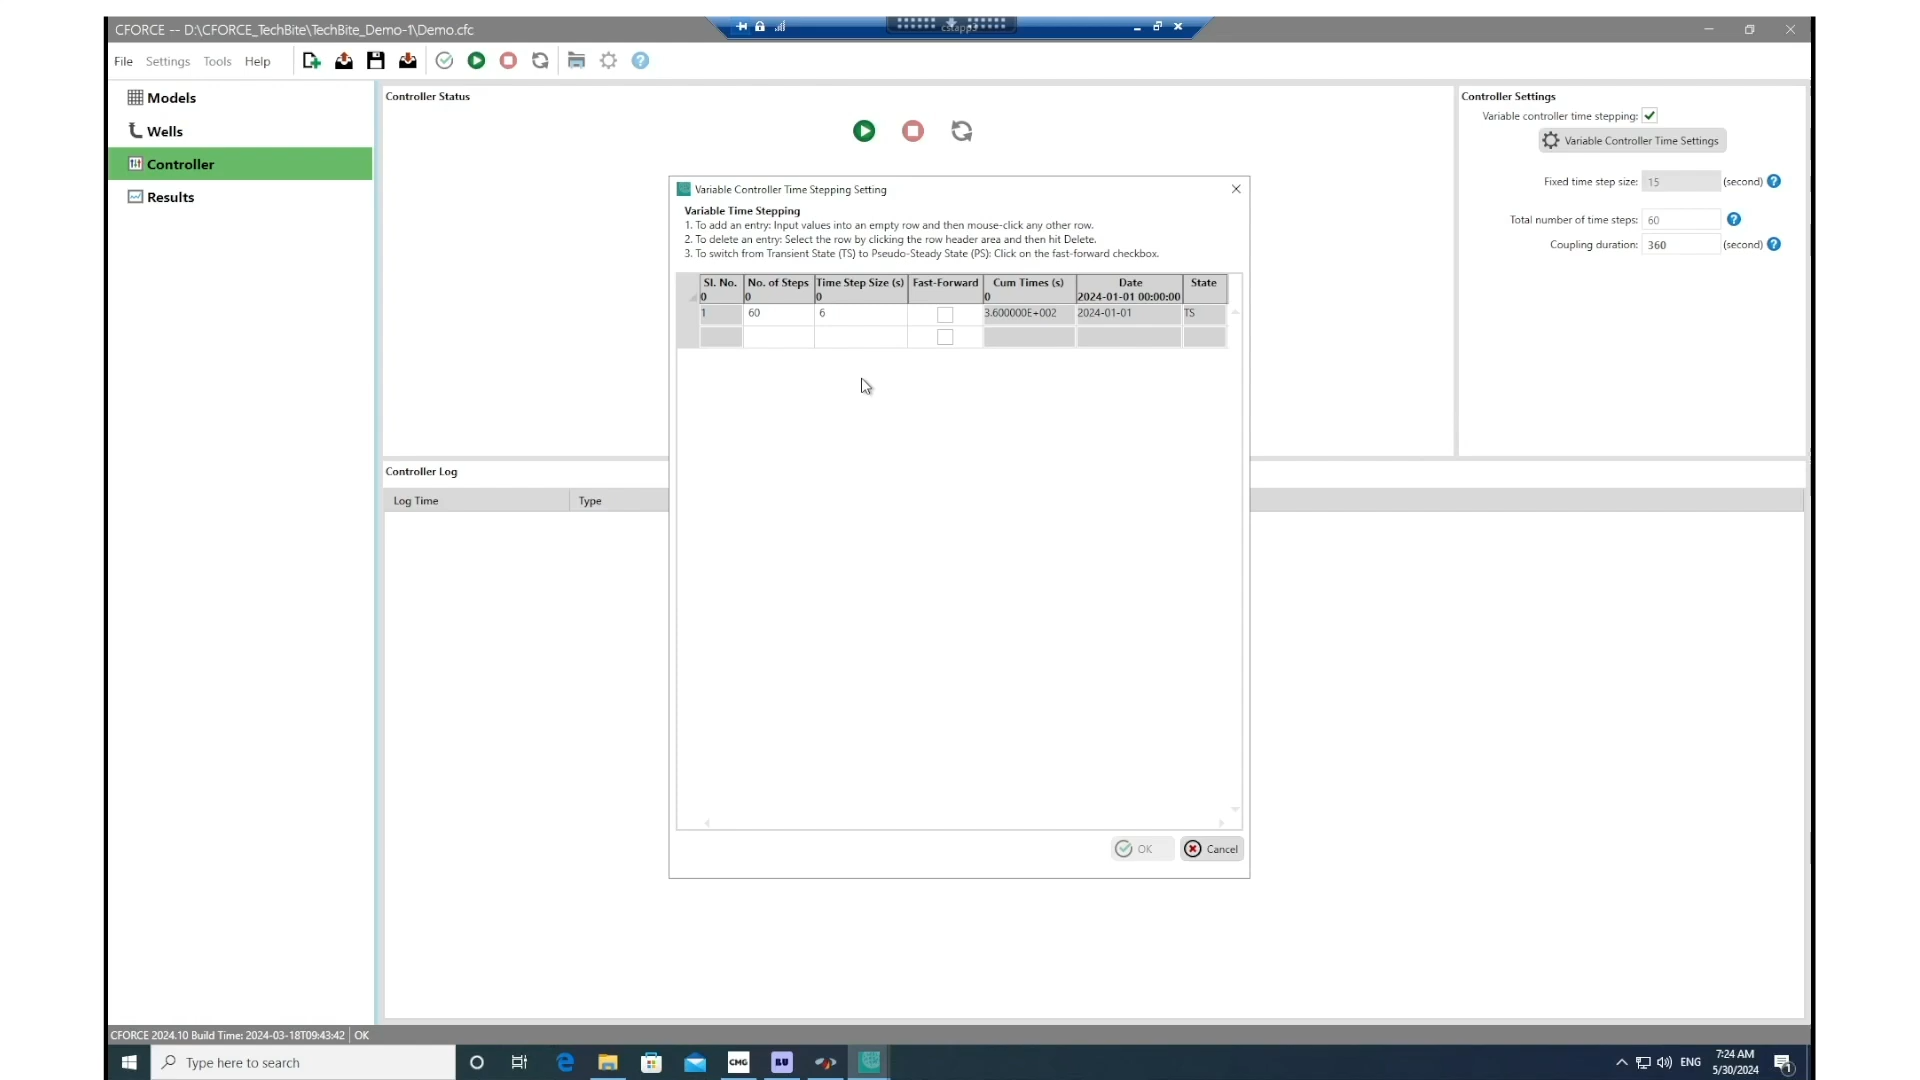 CFORCE -- D:\CFORCE_TechBite\TechBite_Demo-1\Demo.cfc
File Settings Tools Help
Models
Wells
Controller
Results
Controller Status
Controller Settings
Variable controller time stepping:
Variable Controller Time Settings
Fixed time step size: 15 (second)
Total number of time steps: 60
Coupling duration: 360 (second)
Variable Controller Time Stepping Setting
Variable Time Stepping
1. To add an entry: Input values into an empty row and then mouse-click any other row.
2. To delete an entry: Select the row by clicking the row header area and then hit Delete.
3. To switch from Transient State (TS) to Pseudo-Steady State (PS): Click on the fast-forward checkbox.
Sl. No. No. of Steps Time Step Size (s) Fast-Forward Cum Times (s) Date State
0 0 0 0 2024-01-01 00:00:00
1 60 6 3.600000E+002 2024-01-01 TS
OK Cancel
Controller Log
Log Time Type
CFORCE 2024.10 Build Time: 2024-03-18T09:43:42 OK
Type here to search
CMG
ENG
7:24 AM
5/30/2024
1